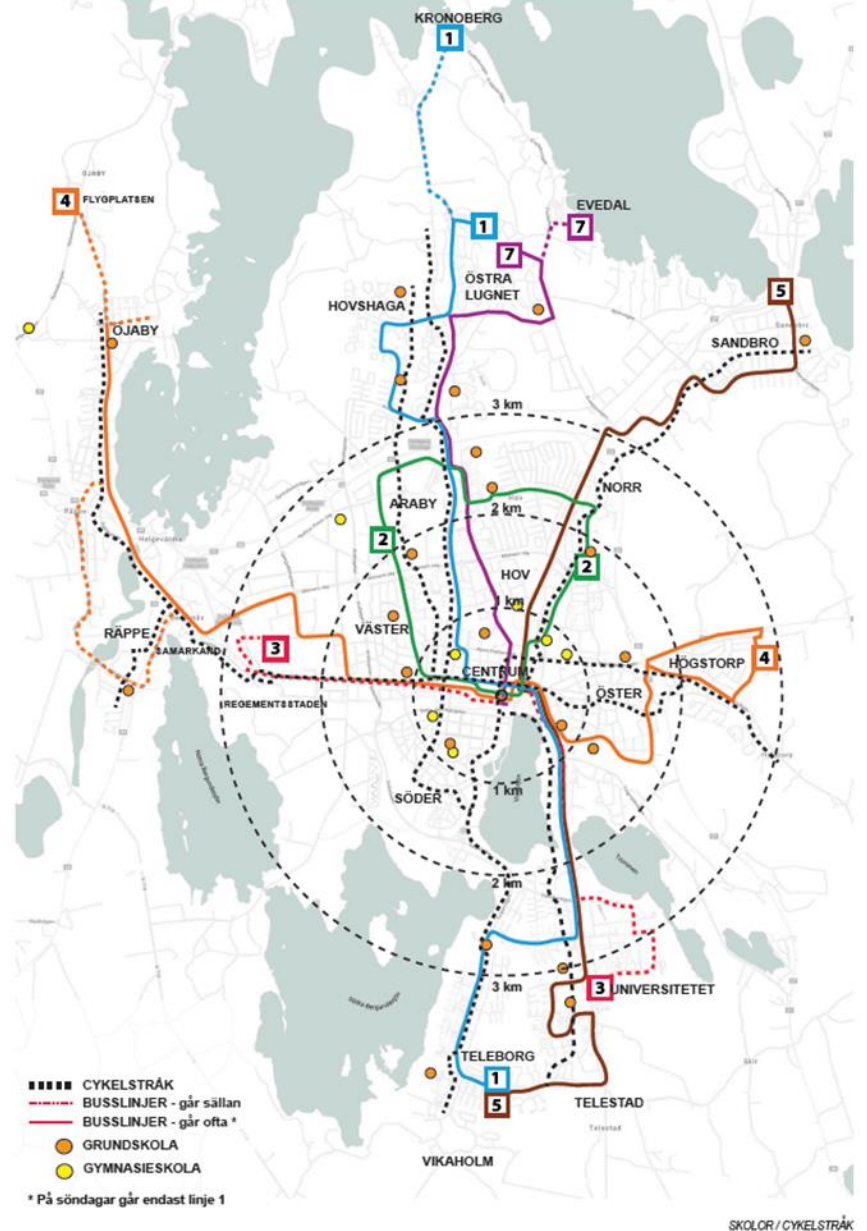 KRONOBERG
1
ÖJABY
4 FLYGPLATSEN
1
EVEDAL
7
7
ÖSTRA
LUGNET
5
HOVSHAGA
ÖJABY
SANDBRO
3 km
ARABY
NORR
2 km
2
2
HOV
1 km
RÄPPE
VÄSTER
SAMARKAND
3
CENTRUM
HÖGSTORP
4
ÖSTER
REGEMENTSSTADEN
SÖDER
1 km
2 km
3 km
3 UNIVERSITETET
TELEBORG
1
5
TELESTAD
Telestad
VIKAHOLM
CYKELSTRÅK
BUSSLINJER - går sällan
BUSSLINJER - går ofta *
GRUNDSKOLA
GYMNASIESKOLA
* På söndagar går endast linje 1
SKOLOR / CYKELSTRÅK